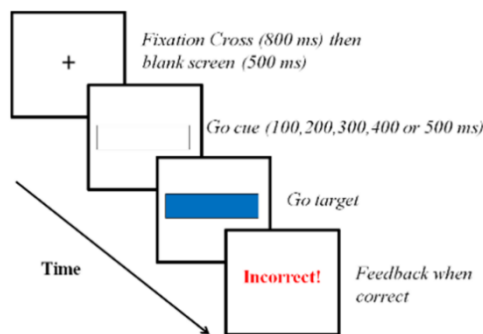 Fixation Cross (800 ms) then
blank screen (500 ms)
Go cue (100,200,300,400 or 500 ms)
Go target
Time
Incorrect!
Feedback when
correct